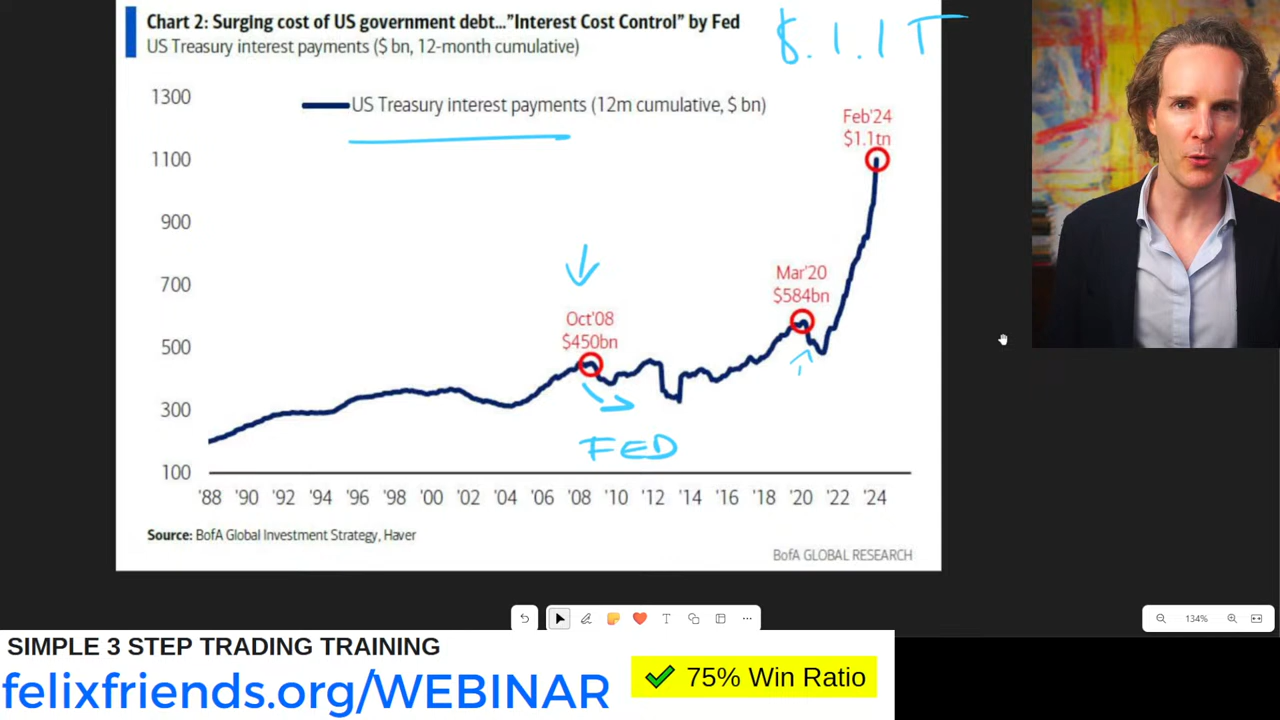 Chart 2: Surging cost of US government debt..."Interest Cost Control" by Fed
$.1.1 T
US Treasury interest payments ($ bn, 12-month cumulative)
US Treasury interest payments (12m cumulative, $ bn)
1300
1100
900
700
500
300
100
Feb'24
$1.1tn
Mar'20
$584bn
Oct'08
$450bn
FED
'88 '90 '92 '94 '96 '98 '00 '02 '04 '06 '08 '10 '12 '14 '16 '18 '20 '22 '24
Source: BofA Global Investment Strategy, Haver
BofA GLOBAL RESEARCH
T
134%
SIMPLE 3 STEP TRADING TRAINING
felixfriends.org/WEBINAR
75% Win Ratio